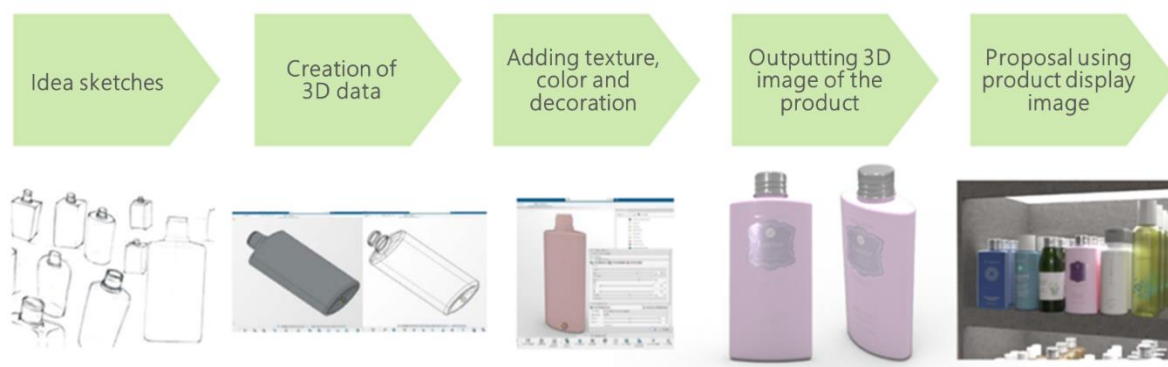 Idea sketches
Creation of
3D data
Adding texture,
color and
decoration
Outputting 3D
image of the
product
Proposal using
product display
image